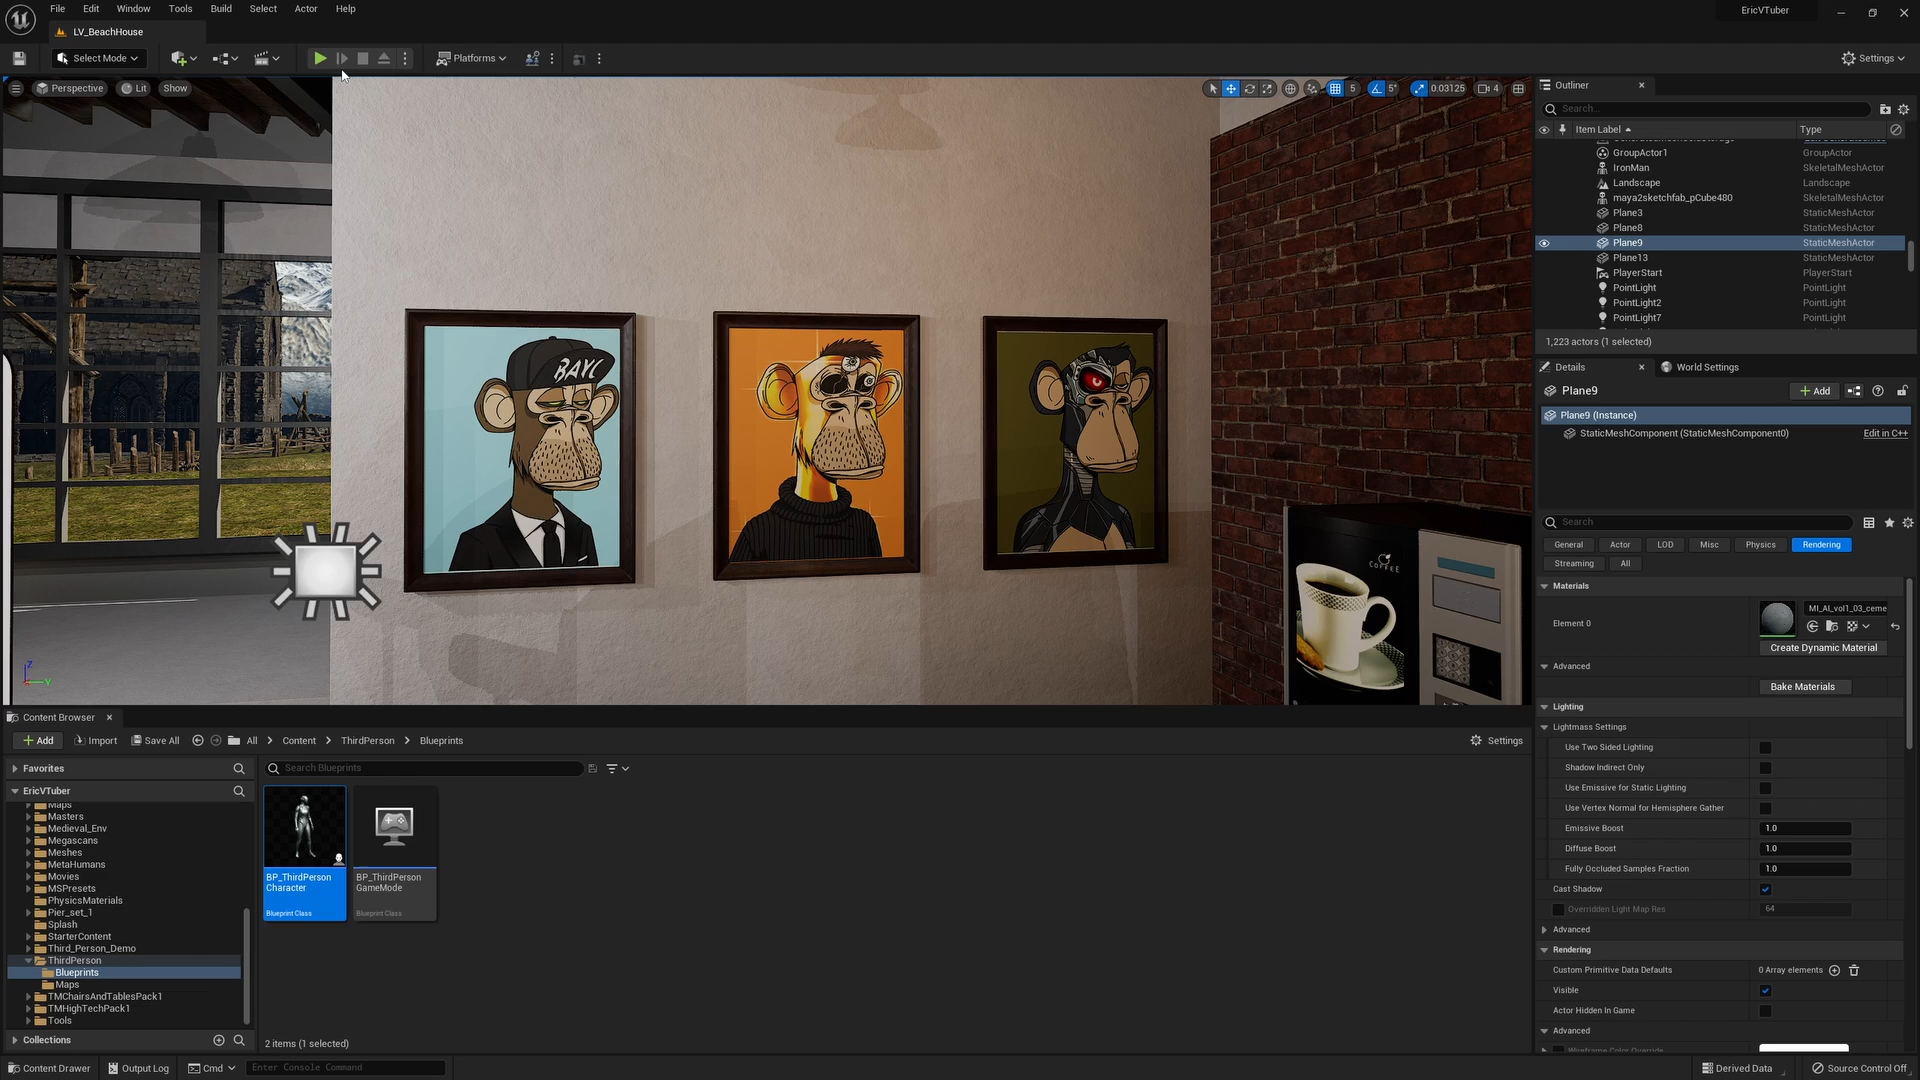 File Edit Window Tools Build Select Actor Help
EricVTuber
LV_BeachHouse
Select Mode
Platforms
Settings
Perspective Lit Show
5 5° 0.03125 4
BAYC
COFFEE
Outliner
Search...
Item Label Type
GroupActor1 GroupActor
IronMan SkeletalMeshActor
Landscape Landscape
maya2sketchfab_pCube480 SkeletalMeshActor
Plane3 StaticMeshActor
Plane8 StaticMeshActor
Plane9 StaticMeshActor
Plane13 StaticMeshActor
PlayerStart PlayerStart
PointLight PointLight
PointLight2 PointLight
PointLight7 PointLight
1,223 actors (1 selected)
Details World Settings
Plane9
Add
Plane9 (Instance)
StaticMeshComponent (StaticMeshComponent0) Edit in C++
Search
General Actor LOD Misc Physics Rendering
Streaming All
Materials
Element 0
MI_AI_vol1_03_ceme
Create Dynamic Material
Advanced
Bake Materials
Lighting
Lightmass Settings
Use Two Sided Lighting
Shadow Indirect Only
Use Emissive for Static Lighting
Use Vertex Normal for Hemisphere Gather
Emissive Boost 1.0
Diffuse Boost 1.0
Fully Occluded Samples Fraction 1.0
Cast Shadow
Overridden Light Map Res 64
Advanced
Rendering
Custom Primitive Data Defaults 0 Array elements
Visible
Actor Hidden In Game
Advanced
Wireframe Color Override
Z
Y
Content Browser
Add Import Save All All Content ThirdPerson Blueprints
Settings
Favorites
Search Blueprints
EricVTuber
Maps
Masters
Medieval_Env
Megascans
Meshes
MetaHumans
Movies
MSPresets
PhysicsMaterials
Pier_set_1
Splash
StarterContent
Third_Person_Demo
ThirdPerson
Blueprints
Maps
TMChairsAndTablesPack1
TMHighTechPack1
Tools
Collections
BP_ThirdPerson
Character
Blueprint Class
BP_ThirdPerson
GameMode
Blueprint Class
2 items (1 selected)
Content Drawer Output Log Cmd Enter Console Command
Derived Data Source Control Off